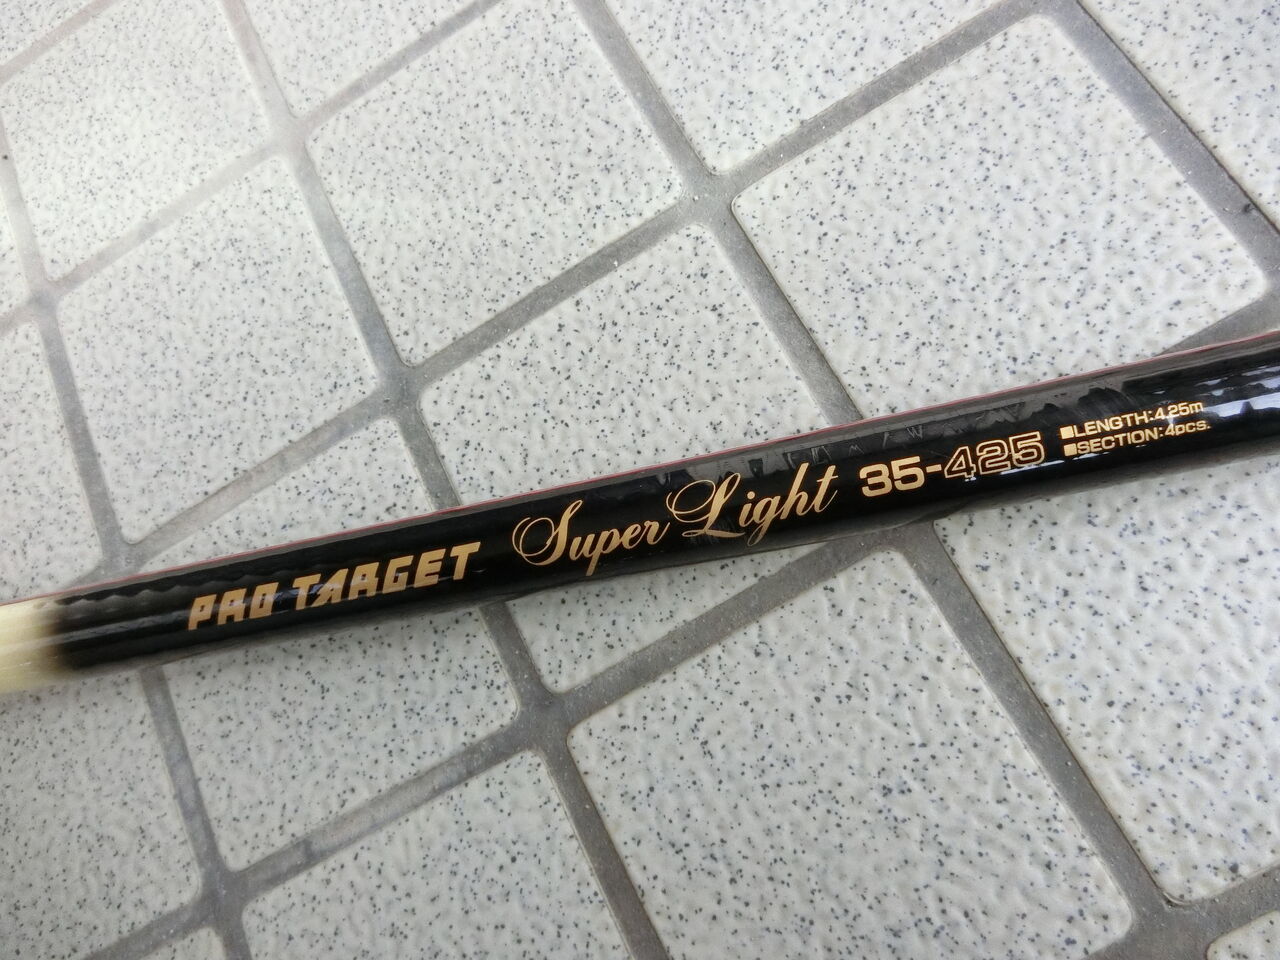 PRO TARGET Super Light 35-425
■LENGTH:4.25m
■SECTION:4pcs.